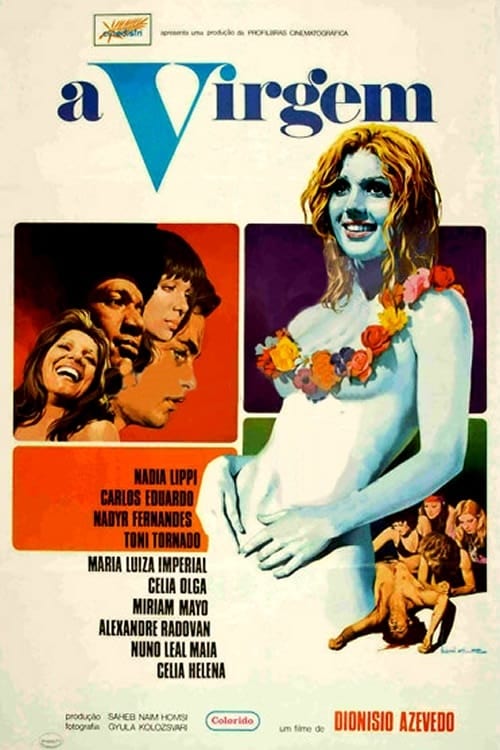 cinedistri
apresenta uma produção da PROFILBRAS CINEMATOGRÁFICA
a Virgem
NADIA LIPPI
CARLOS EDUARDO
NADYR FERNANDES
TONI TORNADO
MARIA LUIZA IMPERIAL
CELIA OLGA
MIRIAM MAYO
ALEXANDRE RADOVAN
NUNO LEAL MAIA
CELIA HELENA
produção SAHEB NAIM HOMSI
fotografia GYULA KOLOZSVARI
Colorido
um filme de DIONISIO AZEVEDO